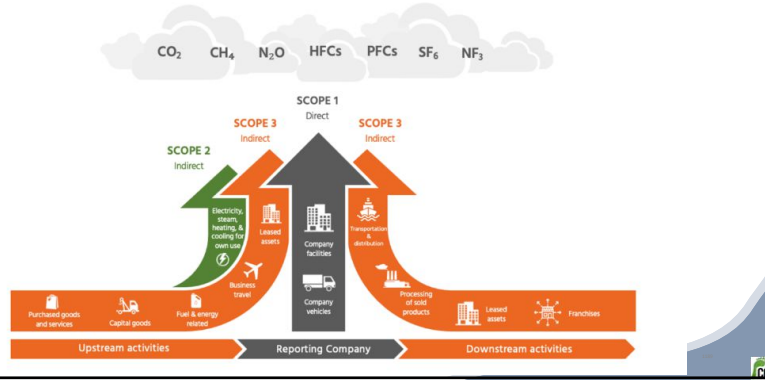 CO₂ CH₄ N₂O HFCs PFCs SF₆ NF₃
SCOPE 1
Direct
SCOPE 3
Indirect
SCOPE 3
Indirect
SCOPE 2
Indirect
Electricity,
steam,
heating, &
cooling for
own use
Leased
assets
Business
travel
Purchased goods
and services
Capital goods
Fuel & energy
related
Company
facilities
Company
vehicles
Transportation
&
distribution
Processing
of sold
products
Leased
assets
Franchises
Upstream activities
Reporting Company
Downstream activities